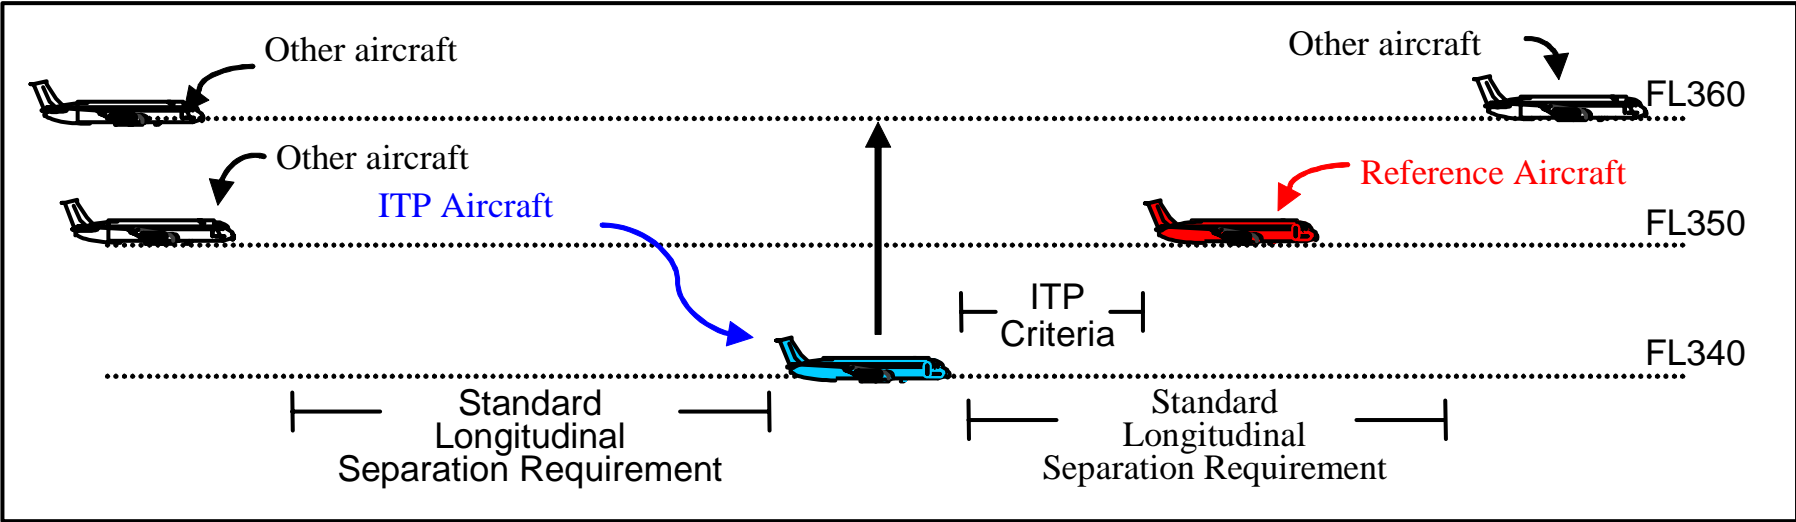 Other aircraft
Other aircraft
FL360
Other aircraft
ITP Aircraft
Reference Aircraft
FL350
ITP
Criteria
FL340
Standard
Longitudinal
Separation Requirement
Standard
Longitudinal
Separation Requirement